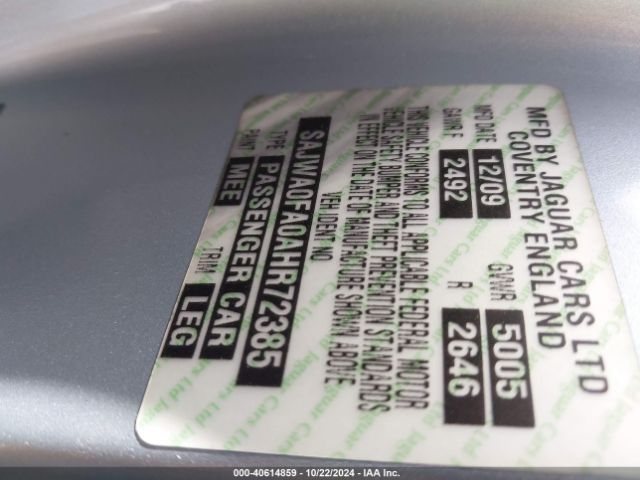 MFD BY JAGUAR CARS LTD
COVENTRY ENGLAND
MFG DATE 12/09 GVWR 5005
GAWR F 2492 R 2646
THIS VEHICLE CONFORMS TO ALL APPLICABLE FEDERAL MOTOR
VEHICLE SAFETY, BUMPER AND THEFT PREVENTION STANDARDS
IN EFFECT ON THE DATE OF MANUFACTURE SHOWN ABOVE.
VEH IDENT NO.
SAJWA0FA0AHR72385
TYPE PASSENGER CAR
PAINT MEE TRIM LEG
000-40614859 - 10/22/2024 - IAA Inc.